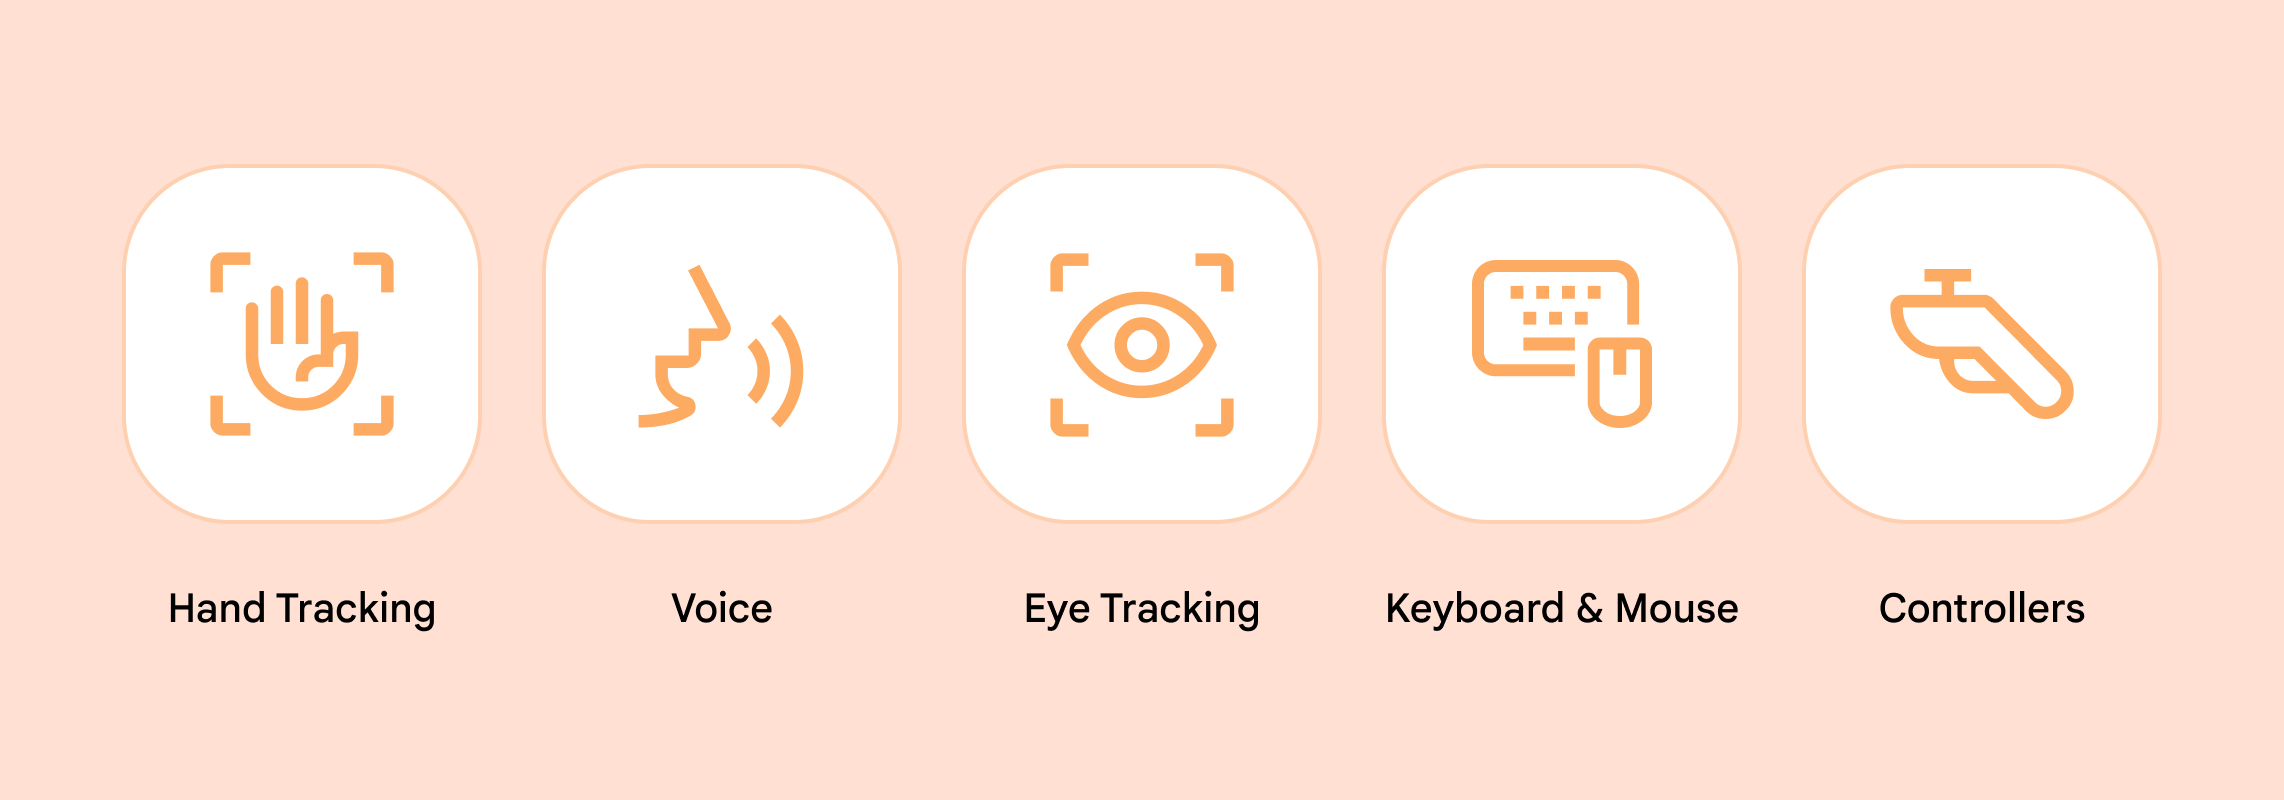 Hand Tracking
Voice
Eye Tracking
Keyboard & Mouse
Controllers